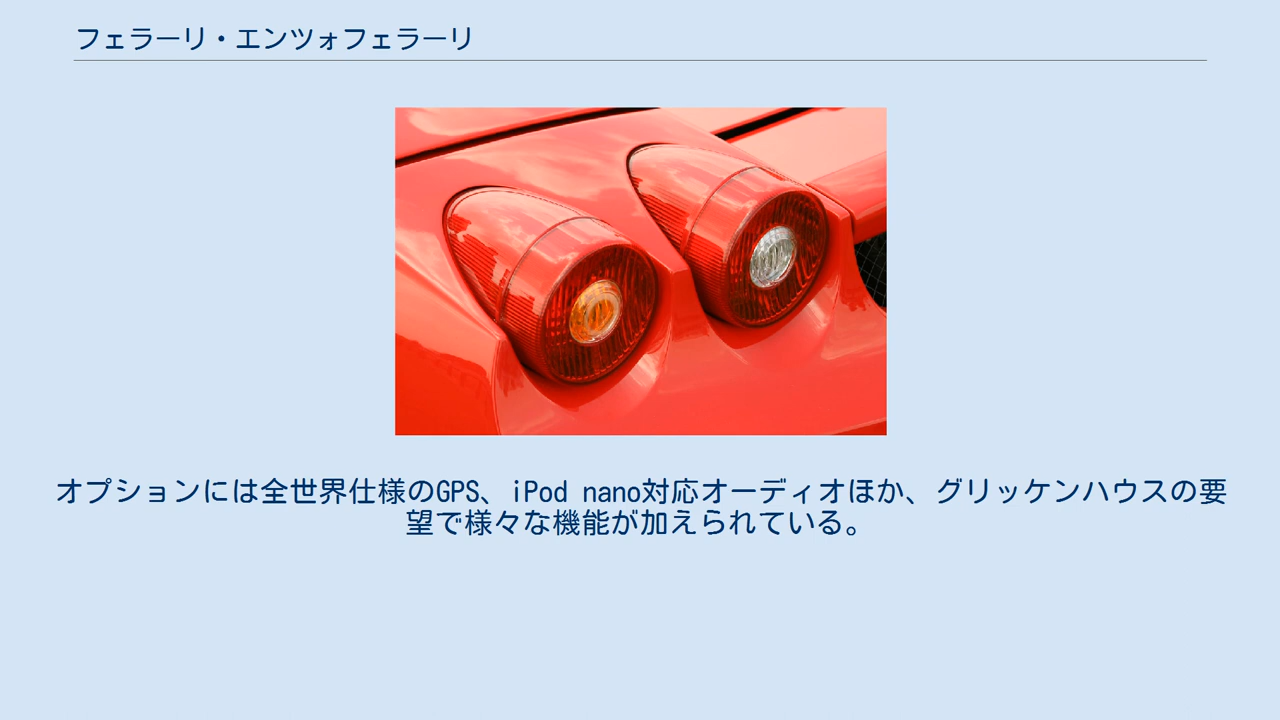 フェラーリ・エンツォフェラーリ
オプションには全世界仕様のGPS、iPod nano対応オーディオほか、グリッケンハウスの要
望で様々な機能が加えられている。